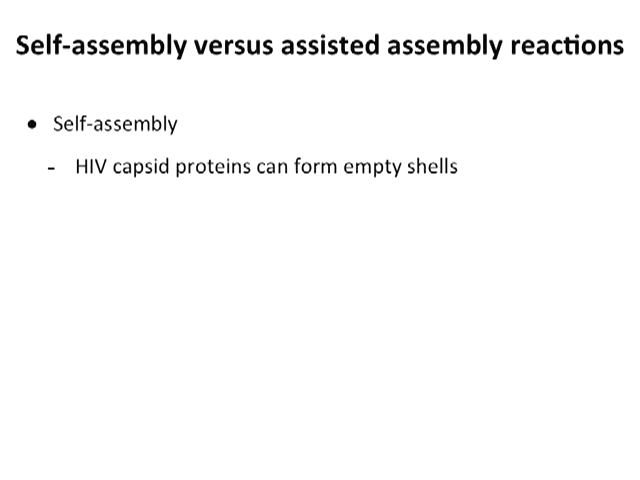 Self-assembly versus assisted assembly reactions
• Self-assembly
- HIV capsid proteins can form empty shells